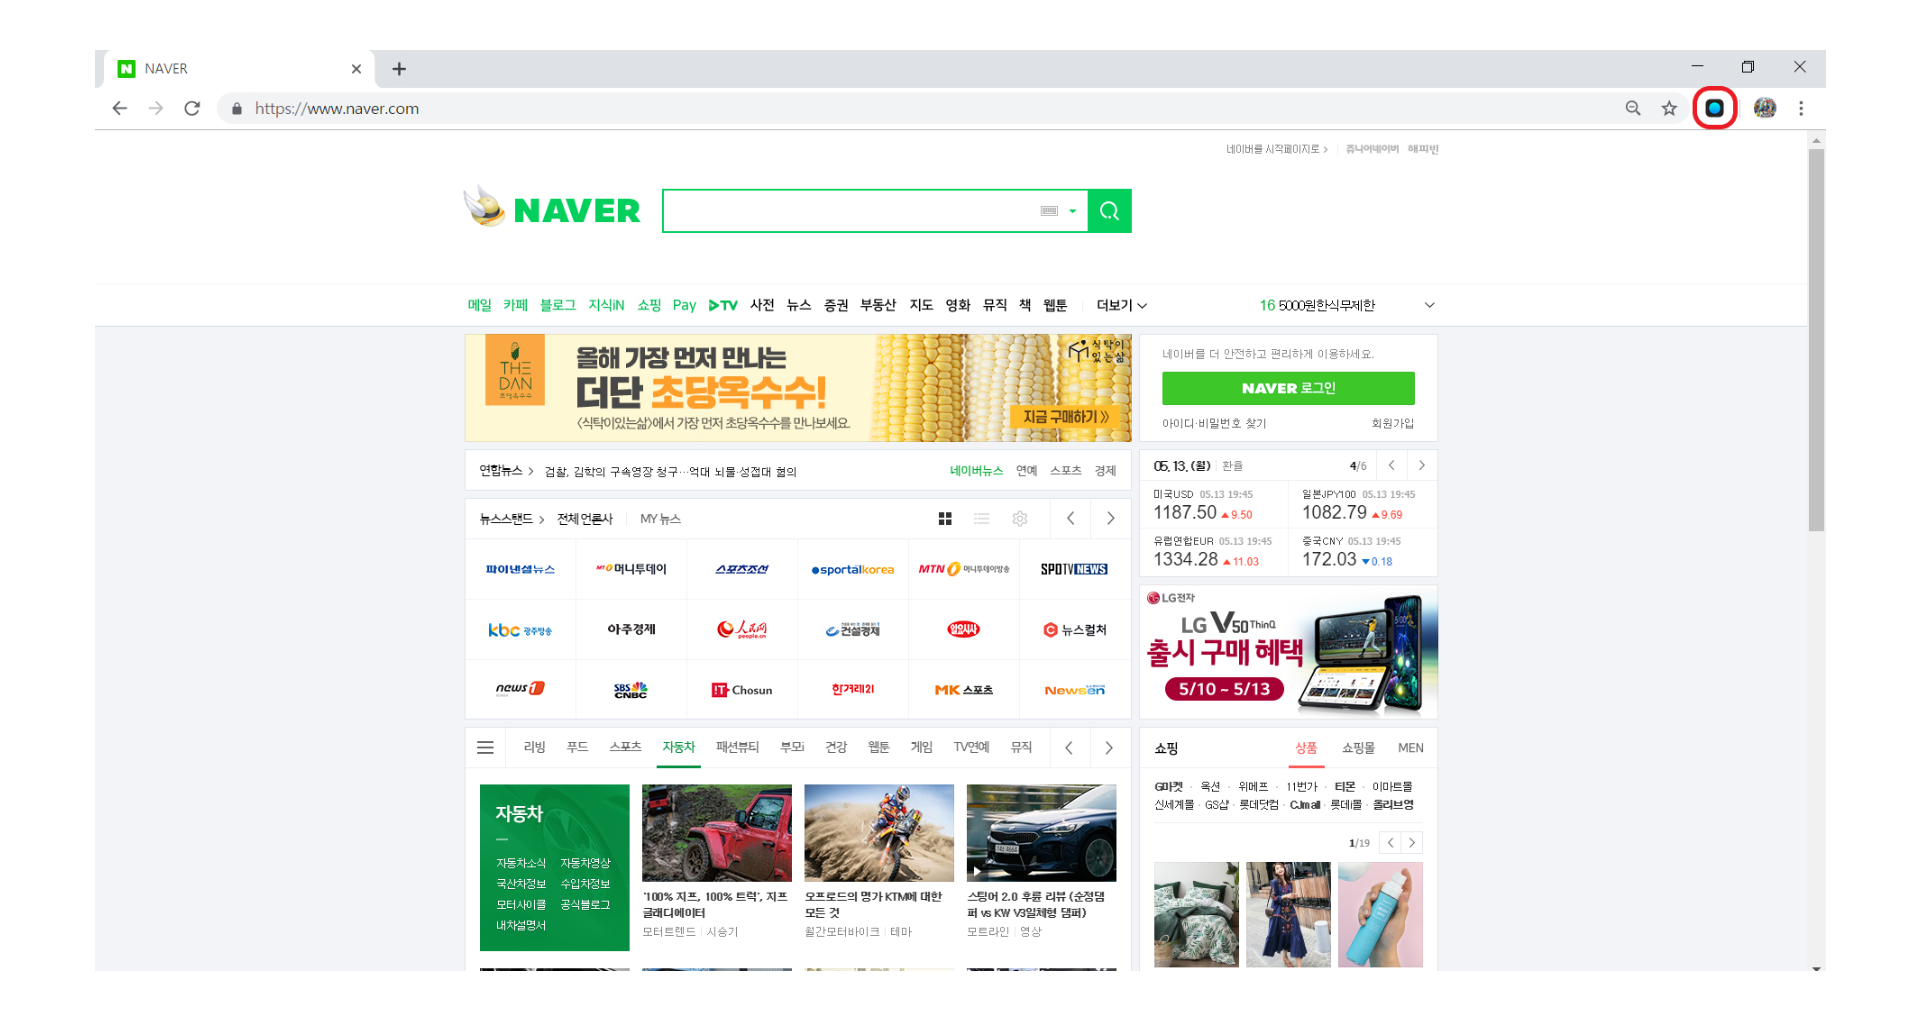 NAVER
https://www.naver.com
네이버를 시작페이지로 > 쥬니어네이버 해피빈
NAVER
메일 카페 블로그 지식iN 쇼핑 Pay TV 사전 뉴스 증권 부동산 지도 영화 뮤직 책 웹툰 더보기
16 5000원한식무제한
THE DAN
초당옥수수
올해 가장 먼저 만나는
더단 초당옥수수!
<식탁이있는삶>에서 가장 먼저 초당옥수수를 만나보세요.
식탁이
있는삶
지금 구매하기 》
네이버를 더 안전하고 편리하게 이용하세요.
NAVER 로그인
아이디·비밀번호 찾기 회원가입
연합뉴스 > 검찰, 김학의 구속영장 청구…억대 뇌물·성접대 혐의
네이버뉴스 연예 스포츠 경제
05. 13. (월) 환율 4/6
미국USD 05.13 19:45
1187.50 ▲9.50
일본JPY100 05.13 19:45
1082.79 ▲9.69
유럽연합EUR 05.13 19:45
1334.28 ▲11.03
중국CNY 05.13 19:45
172.03 ▼0.18
뉴스스탠드 > 전체 언론사 MY 뉴스
파이낸셜뉴스 머니투데이 스포츠조선 sportalkorea MTN 머니투데이방송 SPOTV NEWS
kbc 광주방송 아주경제 人民网 people.cn 건설경제 일요시사 뉴스컬처
news1 SBS CNBC IT Chosun 한겨레21 MK 스포츠 Newsen
LG전자
LG V50 ThinQ
출시 구매 혜택
5/10 ~ 5/13
리빙 푸드 스포츠 자동차 패션뷰티 부모i 건강 웹툰 게임 TV연예 뮤직
쇼핑 상품 쇼핑몰 MEN
G마켓 · 옥션 · 위메프 · 11번가 · 티몬 · 이마트몰
신세계몰 · GS샵 · 롯데닷컴 · CJmall · 롯데i몰 · 올리브영
1/19
자동차
자동차소식 자동차영상
국산차정보 수입차정보
모터사이클 공식블로그
내차설명서
'100% 지프, 100% 트럭', 지프
글래디에이터
모터트렌드 | 시승기
오프로드의 명가 KTM에 대한
모든 것
월간모터바이크 | 테마
스팅어 2.0 후륜 리뷰 (순정댐
퍼 vs KW V3일체형 댐퍼)
모트라인 | 영상